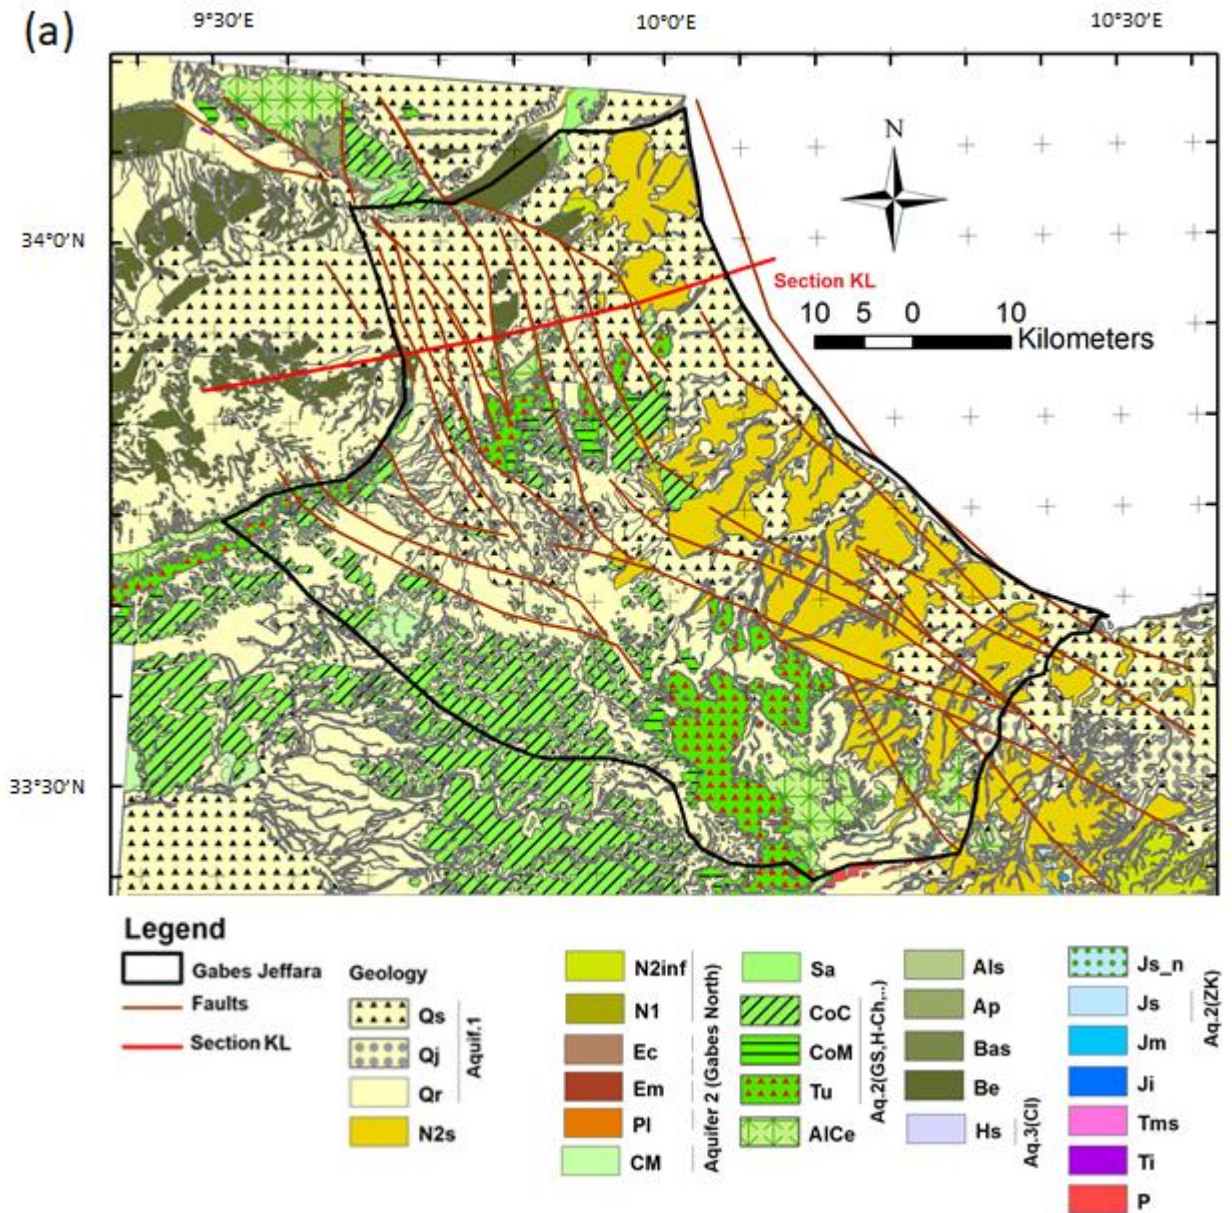 (a)
9°30'E
10°0'E
10°30'E
N
34°0'N
Section KL
10 5 0 10
Kilometers
33°30'N
Legend
Gabes Jeffara
Faults
Section KL
Geology
Qs
Qj
Qr
N2s
Aquif.1
N2inf
N1
Ec
Em
Pl
CM
Aquifer 2 (Gabes North)
Sa
CoC
CoM
Tu
AlCe
Aq.2(GS,H-Ch,..)
Als
Ap
Bas
Be
Hs
Aq.3(CI)
Js_n
Js
Jm
Ji
Tms
Ti
P
Aq.2(ZK)